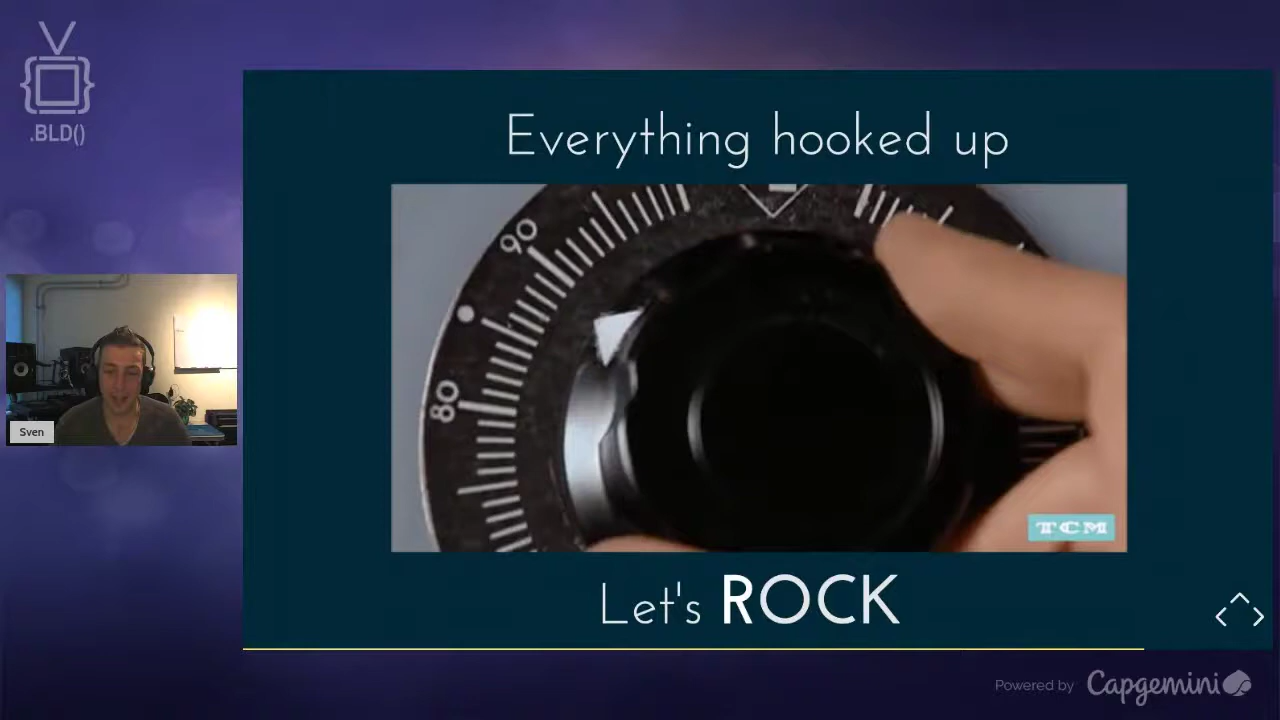 .BLD()
Everything hooked up
90
80
TCM
Sven
Let's ROCK
Powered by Capgemini